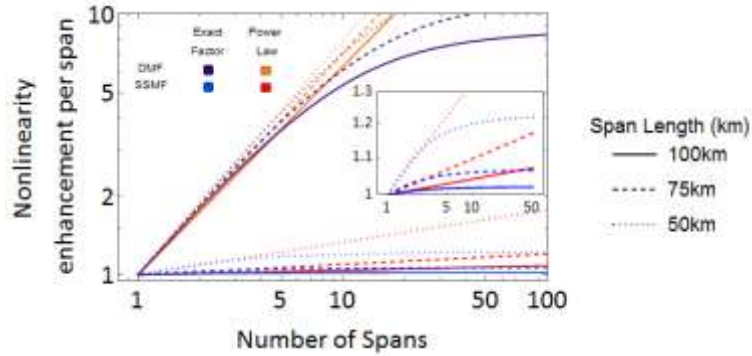 Nonlinearity
enhancement per span
10
5
2
1
Exact Power
Factor Law
DMF
SSMF
1.3
1.2
1.1
1
1 5 10 50
1 5 10 50 100
Number of Spans
Span Length (km)
100km
75km
50km